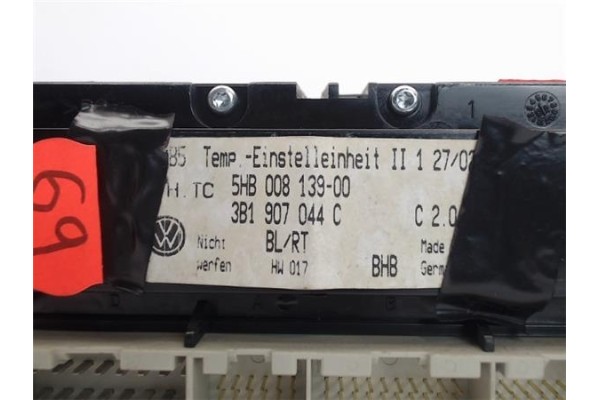 B5 Temp.-Einstelleinheit II 1 27/02
H. TC 5HB 008 139-00
3B1 907 044 C C 2.0
Nicht BL/RT Made
werfen HW 017 BHB Germ
69
1